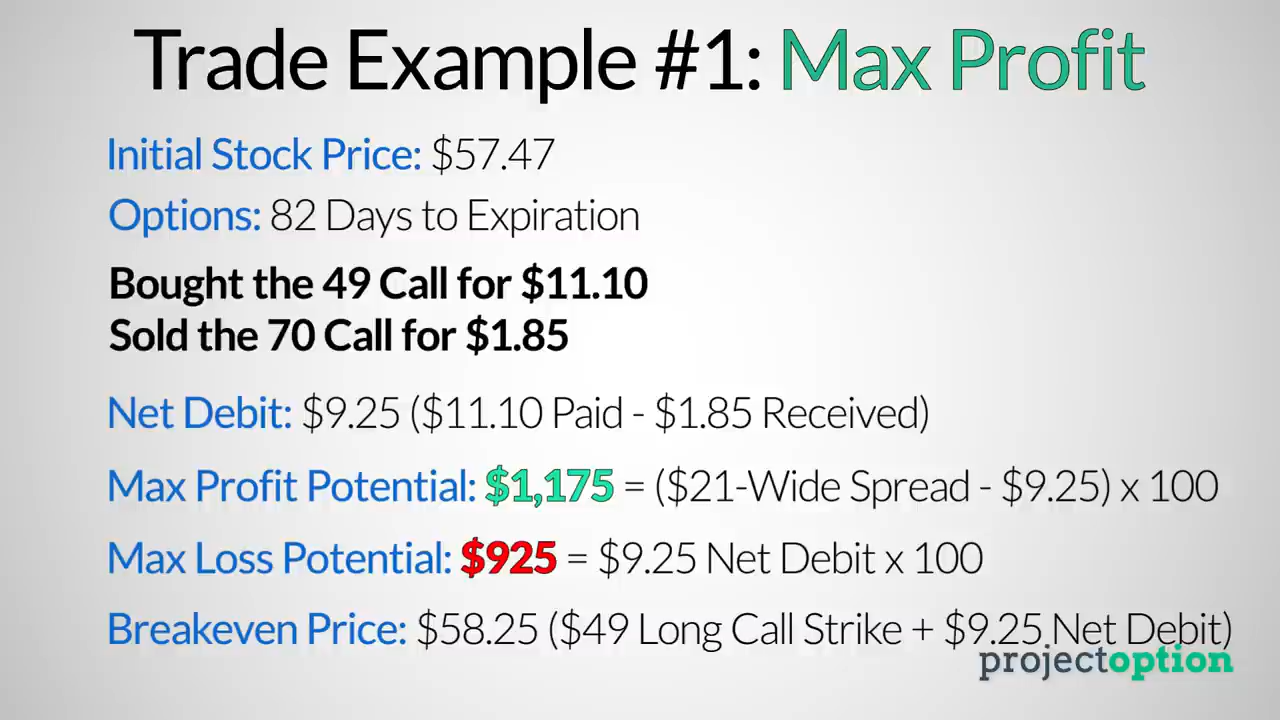 Trade Example #1: Max Profit
Initial Stock Price: $57.47
Options: 82 Days to Expiration
Bought the 49 Call for $11.10
Sold the 70 Call for $1.85
Net Debit: $9.25 ($11.10 Paid - $1.85 Received)
Max Profit Potential: $1,175 = ($21-Wide Spread - $9.25) x 100
Max Loss Potential: $925 = $9.25 Net Debit x 100
Breakeven Price: $58.25 ($49 Long Call Strike + $9.25 Net Debit)
projectoption